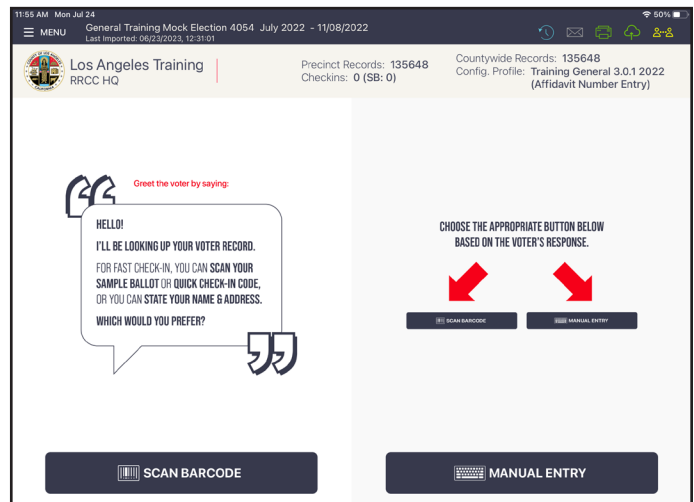 11:55 AM Mon Jul 24
50%
MENU
General Training Mock Election 4054 July 2022 - 11/08/2022
Last Imported: 06/23/2023, 12:31:01
Los Angeles Training
RRCC HQ
Precinct Records: 135648
Checkins: 0 (SB: 0)
Countywide Records: 135648
Config. Profile: Training General 3.0.1 2022
(Affidavit Number Entry)
Greet the voter by saying:
HELLO!
I'LL BE LOOKING UP YOUR VOTER RECORD.
FOR FAST CHECK-IN, YOU CAN SCAN YOUR
SAMPLE BALLOT OR QUICK CHECK-IN CODE,
OR YOU CAN STATE YOUR NAME & ADDRESS.
WHICH WOULD YOU PREFER?
CHOOSE THE APPROPRIATE BUTTON BELOW
BASED ON THE VOTER'S RESPONSE.
SCAN BARCODE
MANUAL ENTRY
SCAN BARCODE
MANUAL ENTRY